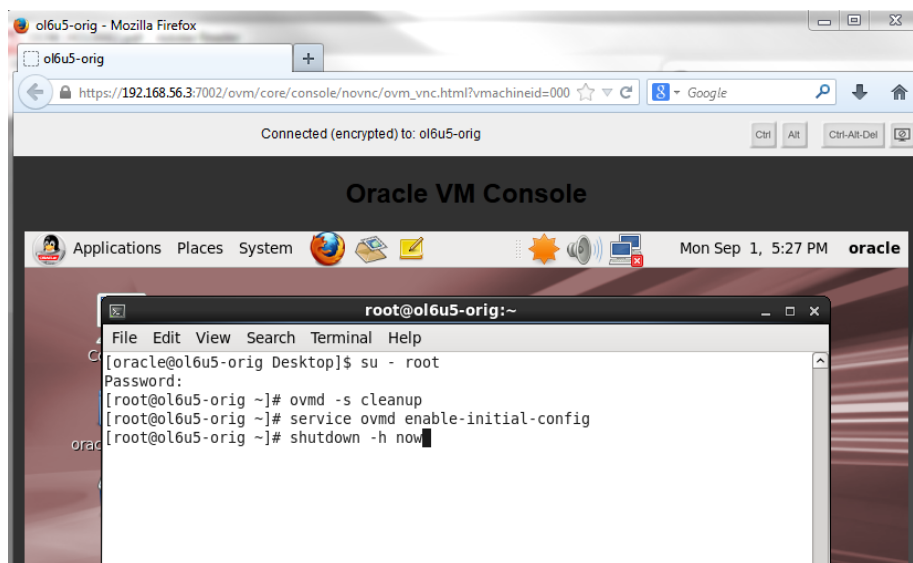 ol6u5-orig - Mozilla Firefox
ol6u5-orig
https://192.168.56.3:7002/ovm/core/console/novnc/ovm_vnc.html?vmachineid=000
Google
Connected (encrypted) to: ol6u5-orig
Ctrl Alt Ctrl-Alt-Del
Oracle VM Console
Applications Places System Mon Sep 1, 5:27 PM oracle
root@ol6u5-orig:~
File Edit View Search Terminal Help
[oracle@ol6u5-orig Desktop]$ su - root
Password:
[root@ol6u5-orig ~]# ovmd -s cleanup
[root@ol6u5-orig ~]# service ovmd enable-initial-config
[root@ol6u5-orig ~]# shutdown -h now